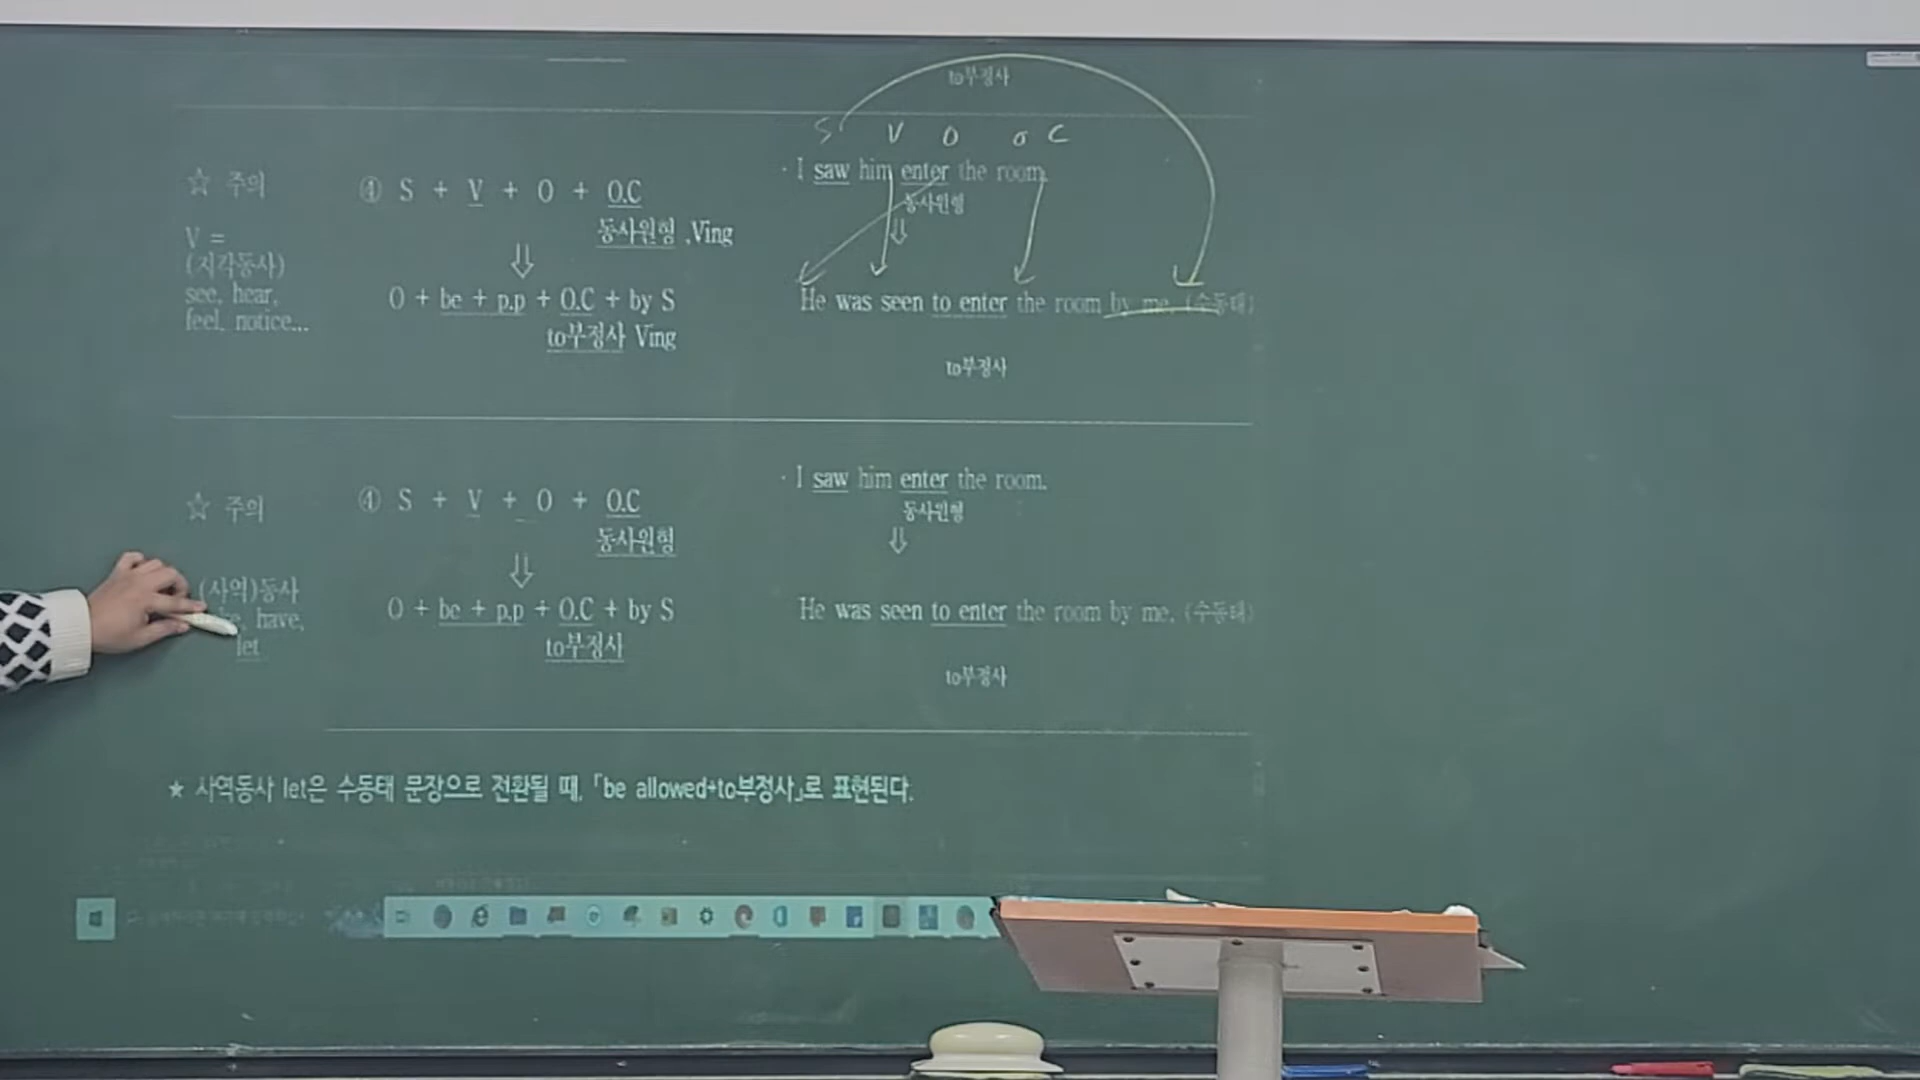 to부정사
S V O O C
☆ 주의
④ S + V + O + O.C
· I saw him enter the room.
동사원형 ,Ving
동사원형
V =
(지각동사)
see, hear,
feel, notice...
⇩
⇩
O + be + p.p + O.C + by S
He was seen to enter the room by me. (수동태)
to부정사 Ving
to부정사
☆ 주의
④ S + V + O + O.C
· I saw him enter the room.
동사원형
동사원형
⇩
⇩
(사역)동사
have,
let
O + be + p.p + O.C + by S
He was seen to enter the room by me. (수동태)
to부정사
to부정사
★ 사역동사 let은 수동태 문장으로 전환될 때, 「be allowed+to부정사」로 표현된다.